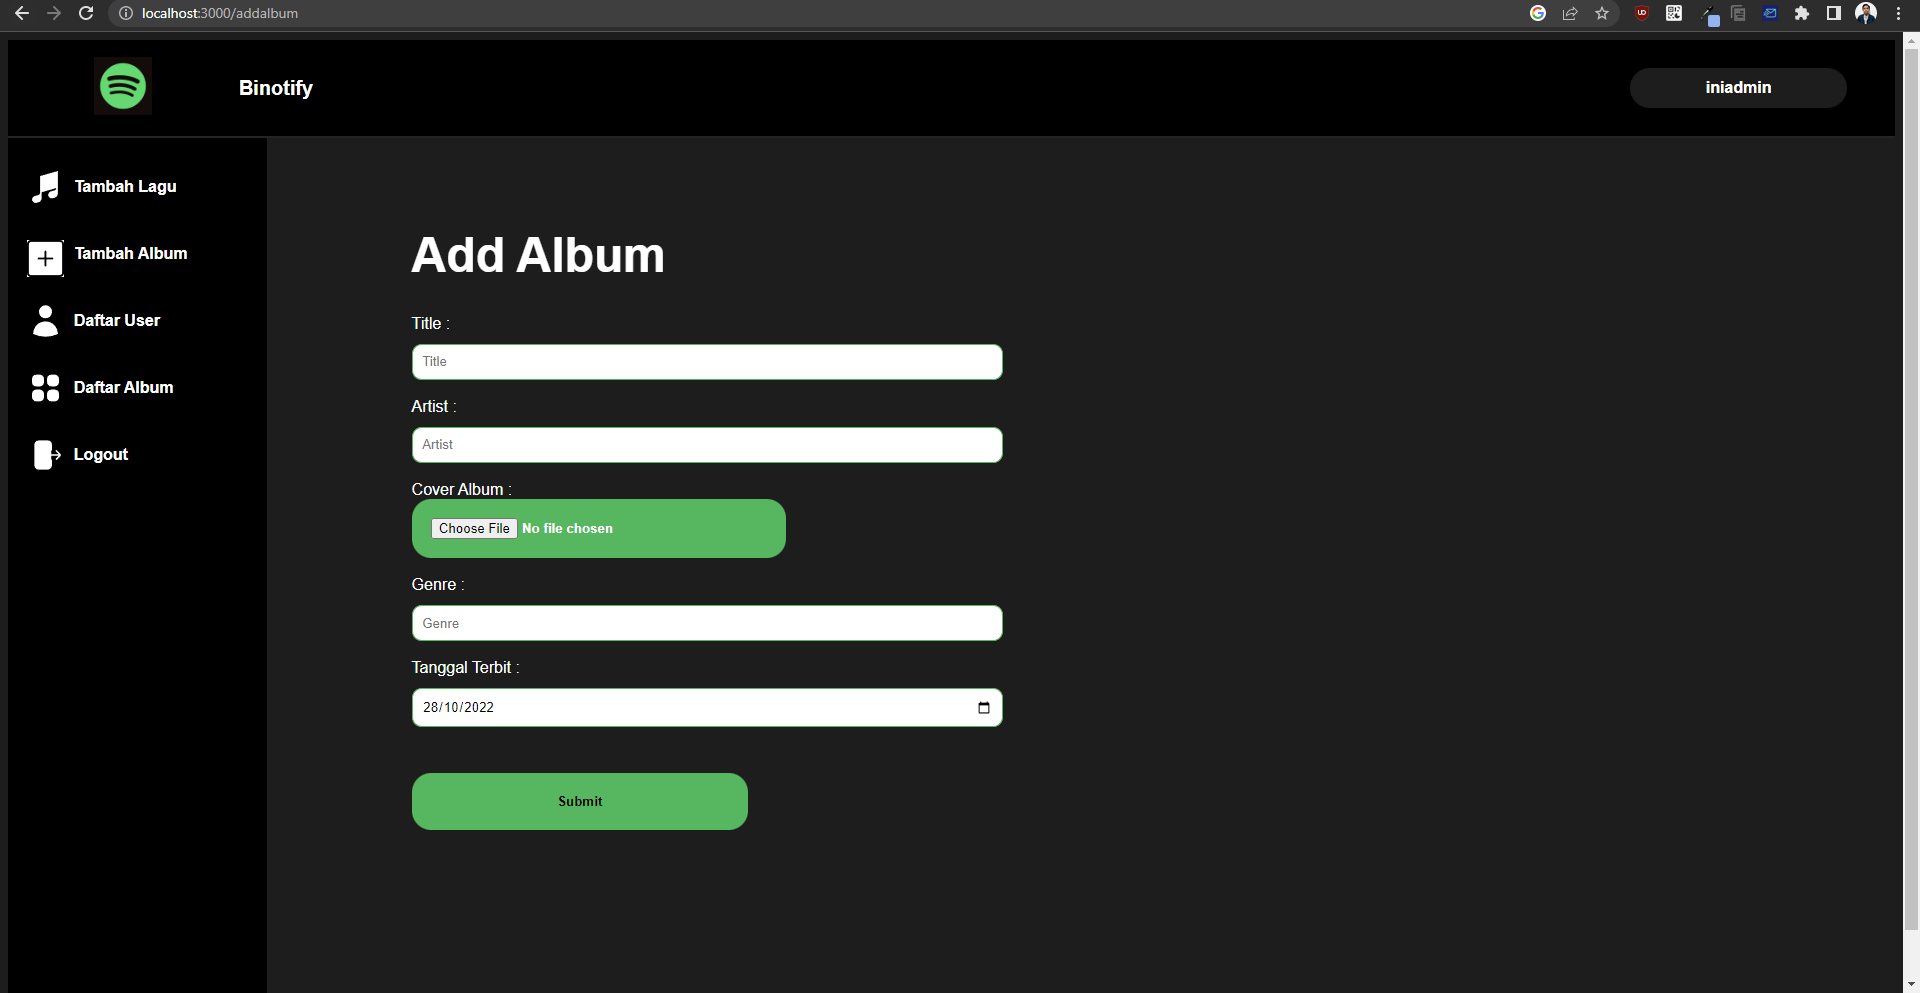 localhost:3000/addalbum
Binotify
iniadmin
Tambah Lagu
Tambah Album
Daftar User
Daftar Album
Logout
Add Album
Title :
Title
Artist :
Artist
Cover Album :
Choose File No file chosen
Genre :
Genre
Tanggal Terbit :
28/10/2022
Submit